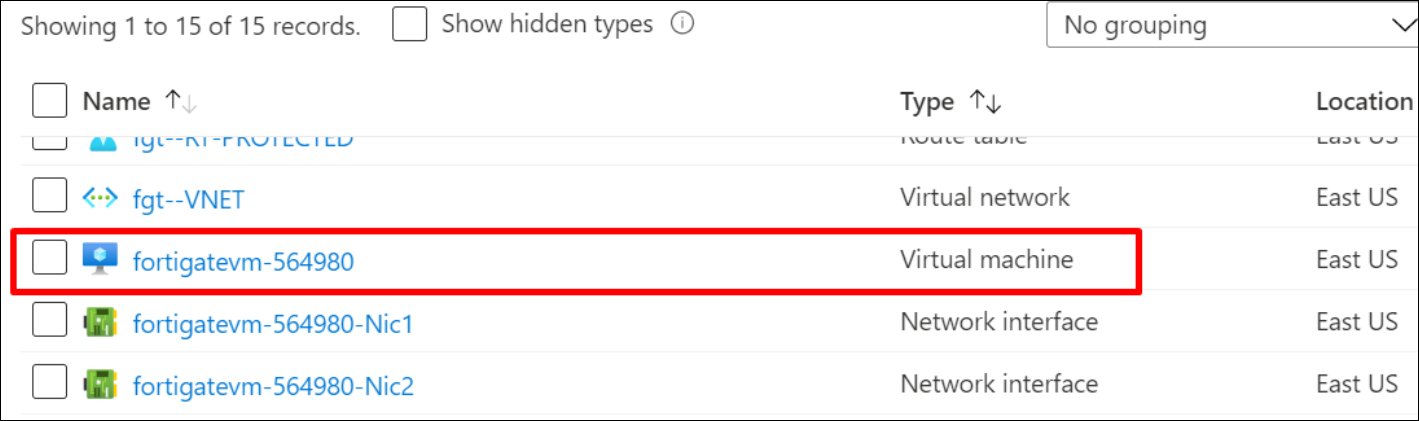 Showing 1 to 15 of 15 records. Show hidden types No grouping
Name Type Location
fgt--RT-PROTECTED Route table East US
fgt--VNET Virtual network East US
fortigatevm-564980 Virtual machine East US
fortigatevm-564980-Nic1 Network interface East US
fortigatevm-564980-Nic2 Network interface East US